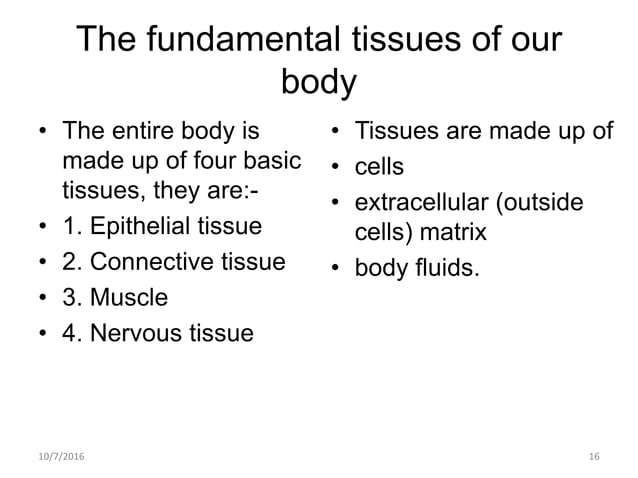 The fundamental tissues of our
body
• The entire body is
made up of four basic
tissues, they are:-
• 1. Epithelial tissue
• 2. Connective tissue
• 3. Muscle
• 4. Nervous tissue
• Tissues are made up of
• cells
• extracellular (outside
cells) matrix
• body fluids.
10/7/2016
16